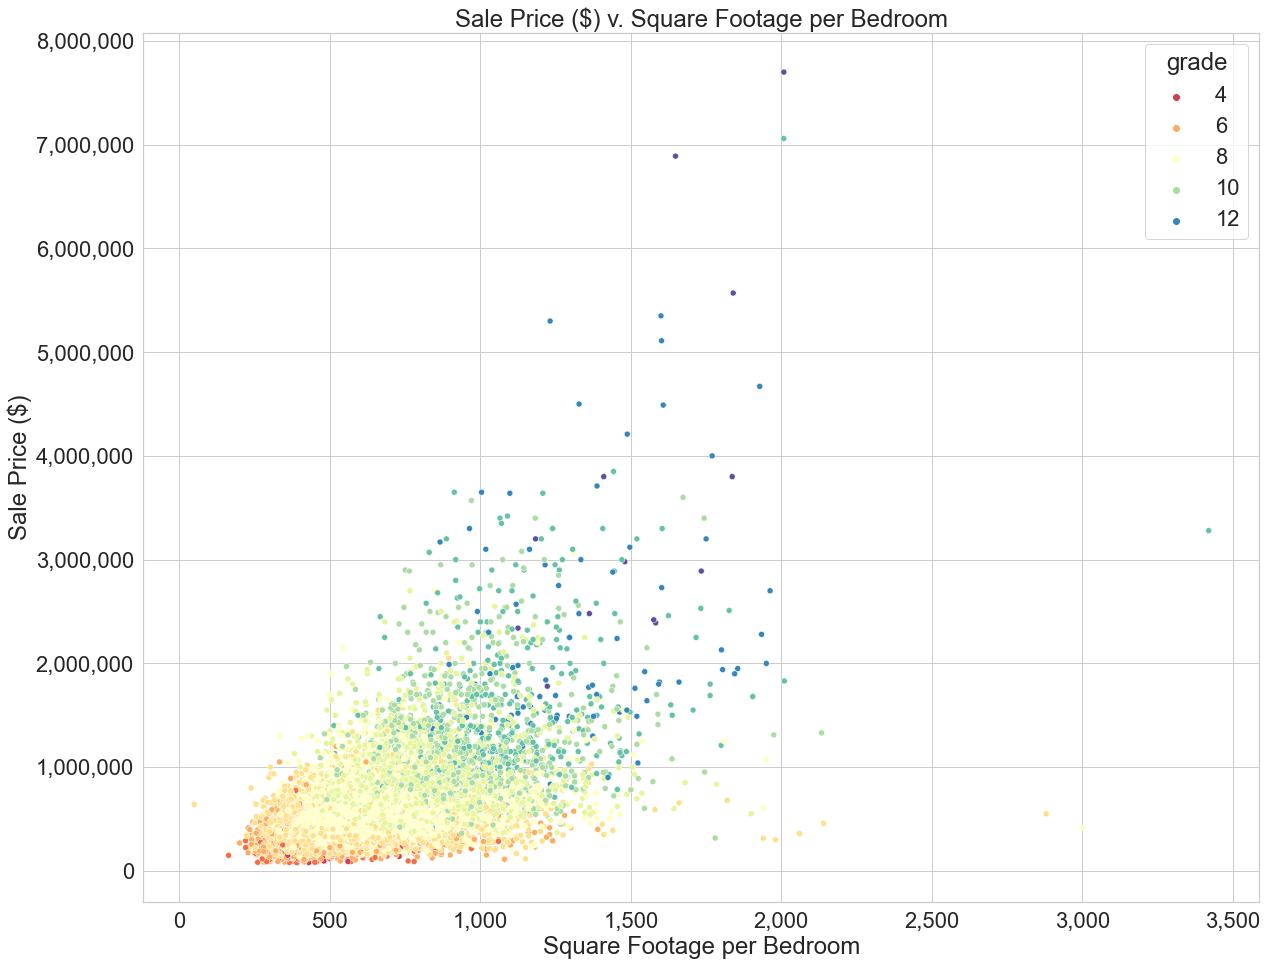 Sale Price ($) v. Square Footage per Bedroom
8,000,000
7,000,000
6,000,000
5,000,000
4,000,000
3,000,000
2,000,000
1,000,000
0
Sale Price ($)
grade
4
6
8
10
12
0 500 1,000 1,500 2,000 2,500 3,000 3,500
Square Footage per Bedroom